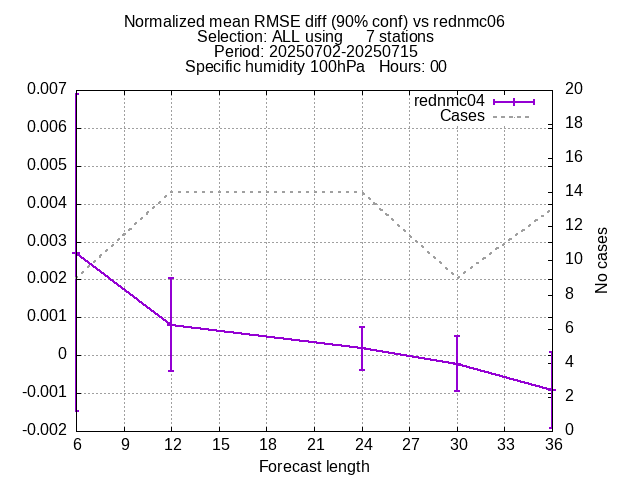 Normalized mean RMSE diff (90% conf) vs rednmc06
Selection: ALL using     7 stations
Period: 20250702-20250715
Specific humidity 100hPa   Hours: 00
rednmc04
Cases
0.007
0.006
0.005
0.004
0.003
0.002
0.001
0
-0.001
-0.002
20
18
16
14
12
10
8
6
4
2
0
No cases
6 9 12 15 18 21 24 27 30 33 36
Forecast length